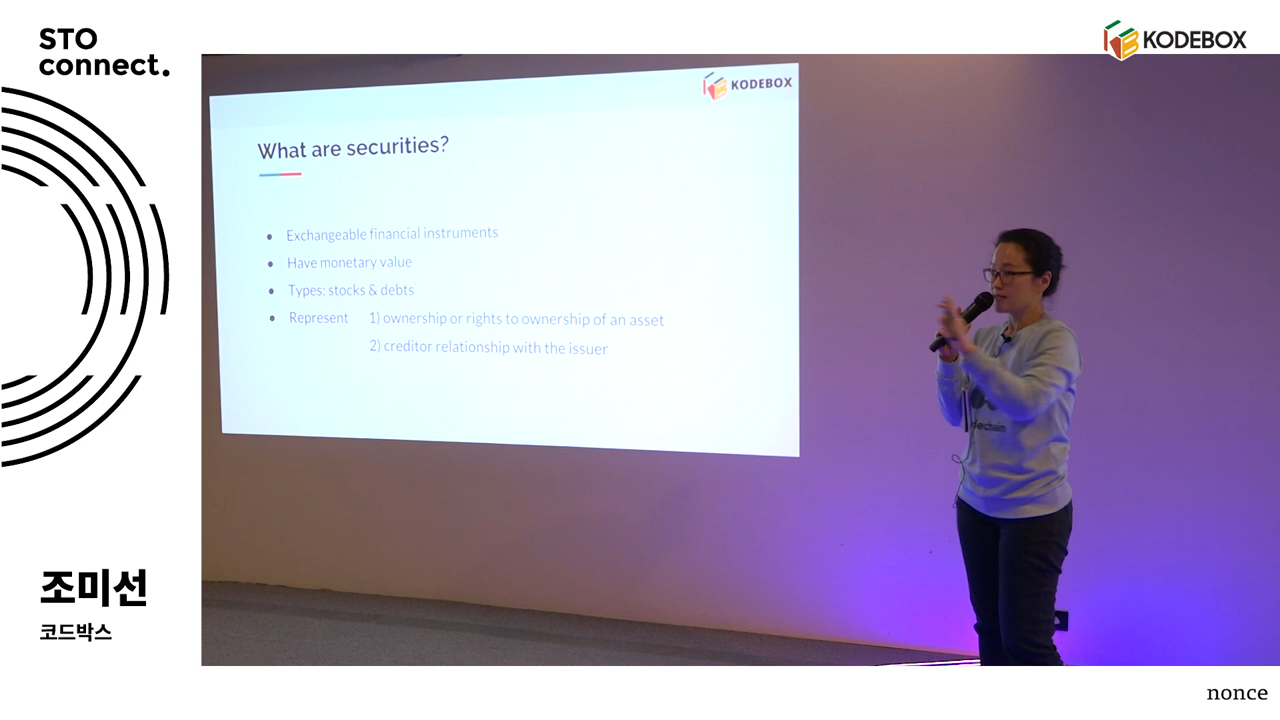 STO
connect.
KODEBOX
KODEBOX
What are securities?
Exchangeable financial instruments
Have monetary value
Types: stocks & debts
Represent 1) ownership or rights to ownership of an asset
2) creditor relationship with the issuer
조미선
코드박스
nonce